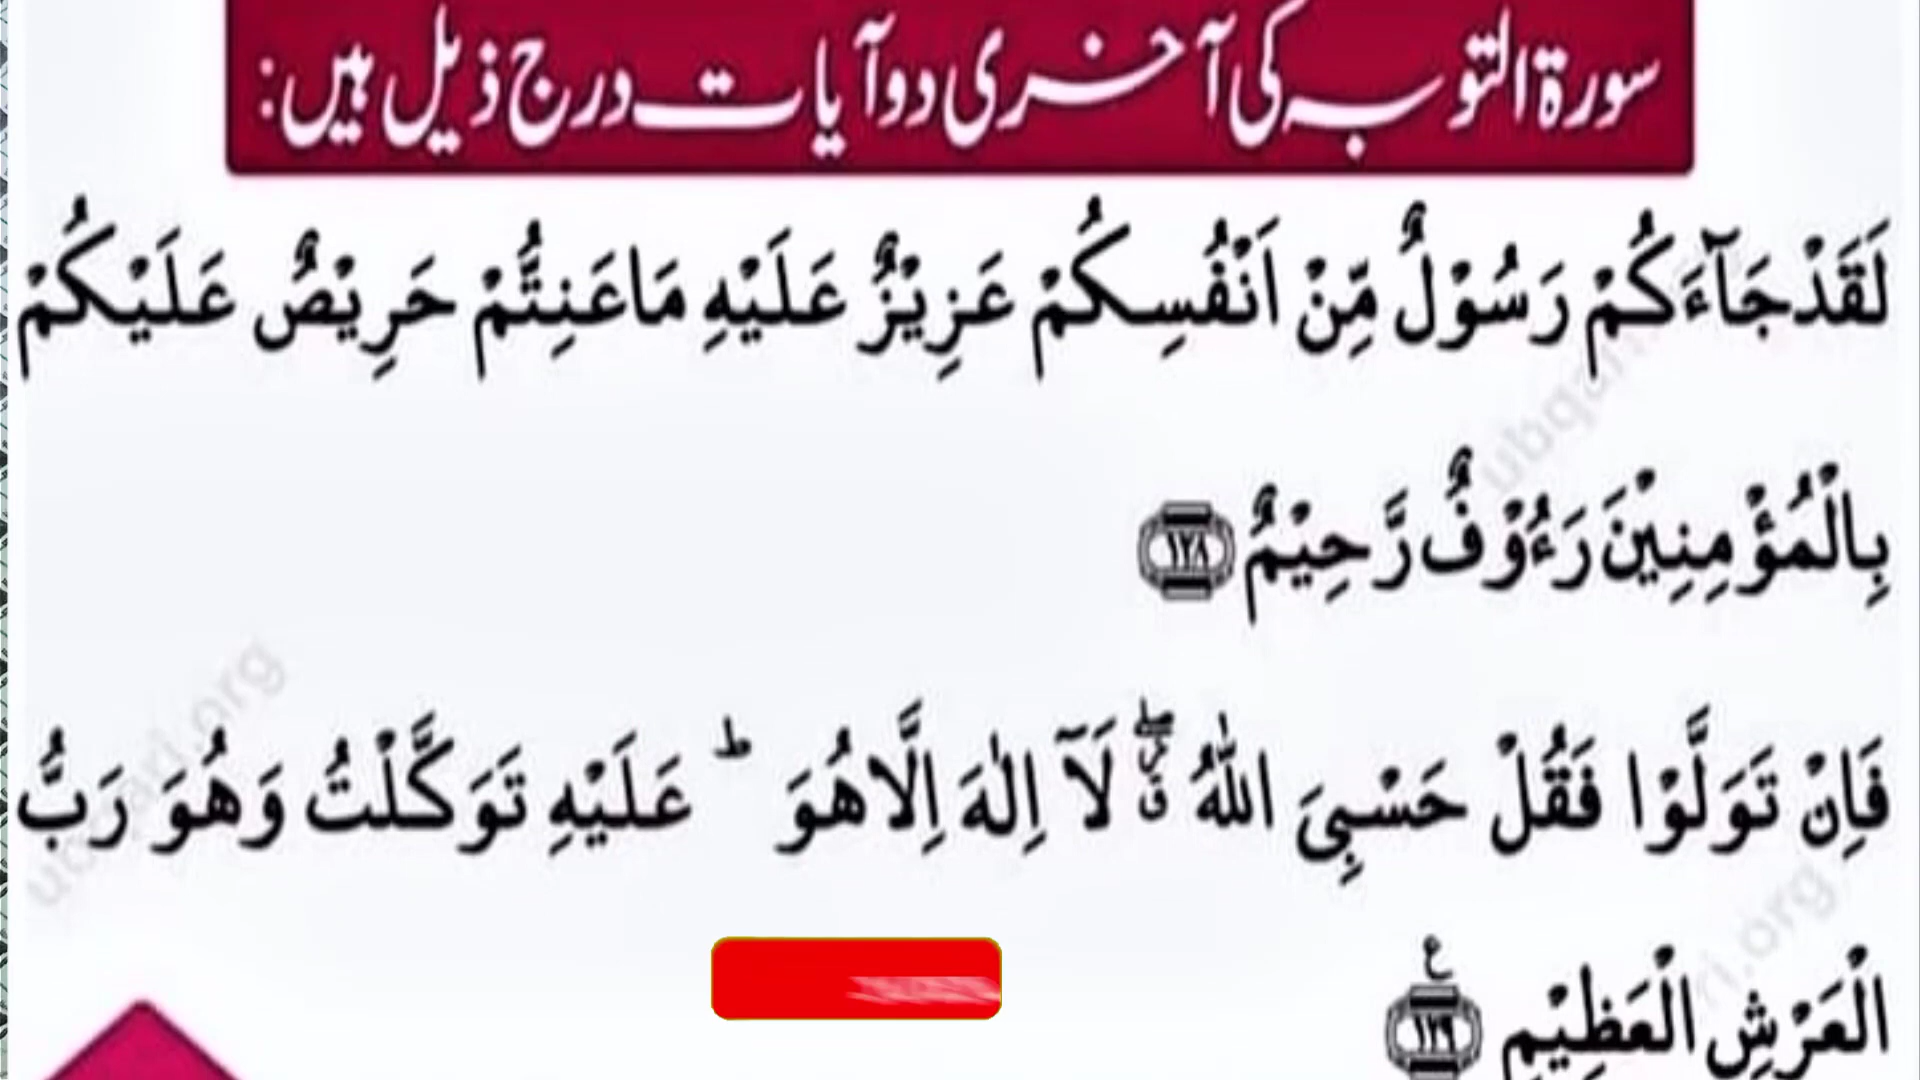 سورۃ التوبہ کی آخری دو آیات درج ذیل ہیں:
لَقَدْ جَآءَكُمْ رَسُوْلٌ مِّنْ اَنْفُسِكُمْ عَزِيْزٌ عَلَيْهِ مَا عَنِتُّمْ حَرِيْصٌ عَلَيْكُمْ
بِالْمُؤْمِنِيْنَ رَءُوْفٌ رَّحِيْمٌ ۝۱۲۸
فَاِنْ تَوَلَّوْا فَقُلْ حَسْبِىَ اللّٰهُ ۖ لَآ اِلٰهَ اِلَّا هُوَ ؕ عَلَيْهِ تَوَكَّلْتُ وَهُوَ رَبُّ
الْعَرْشِ الْعَظِيْمِ ۝۱۲۹ ع